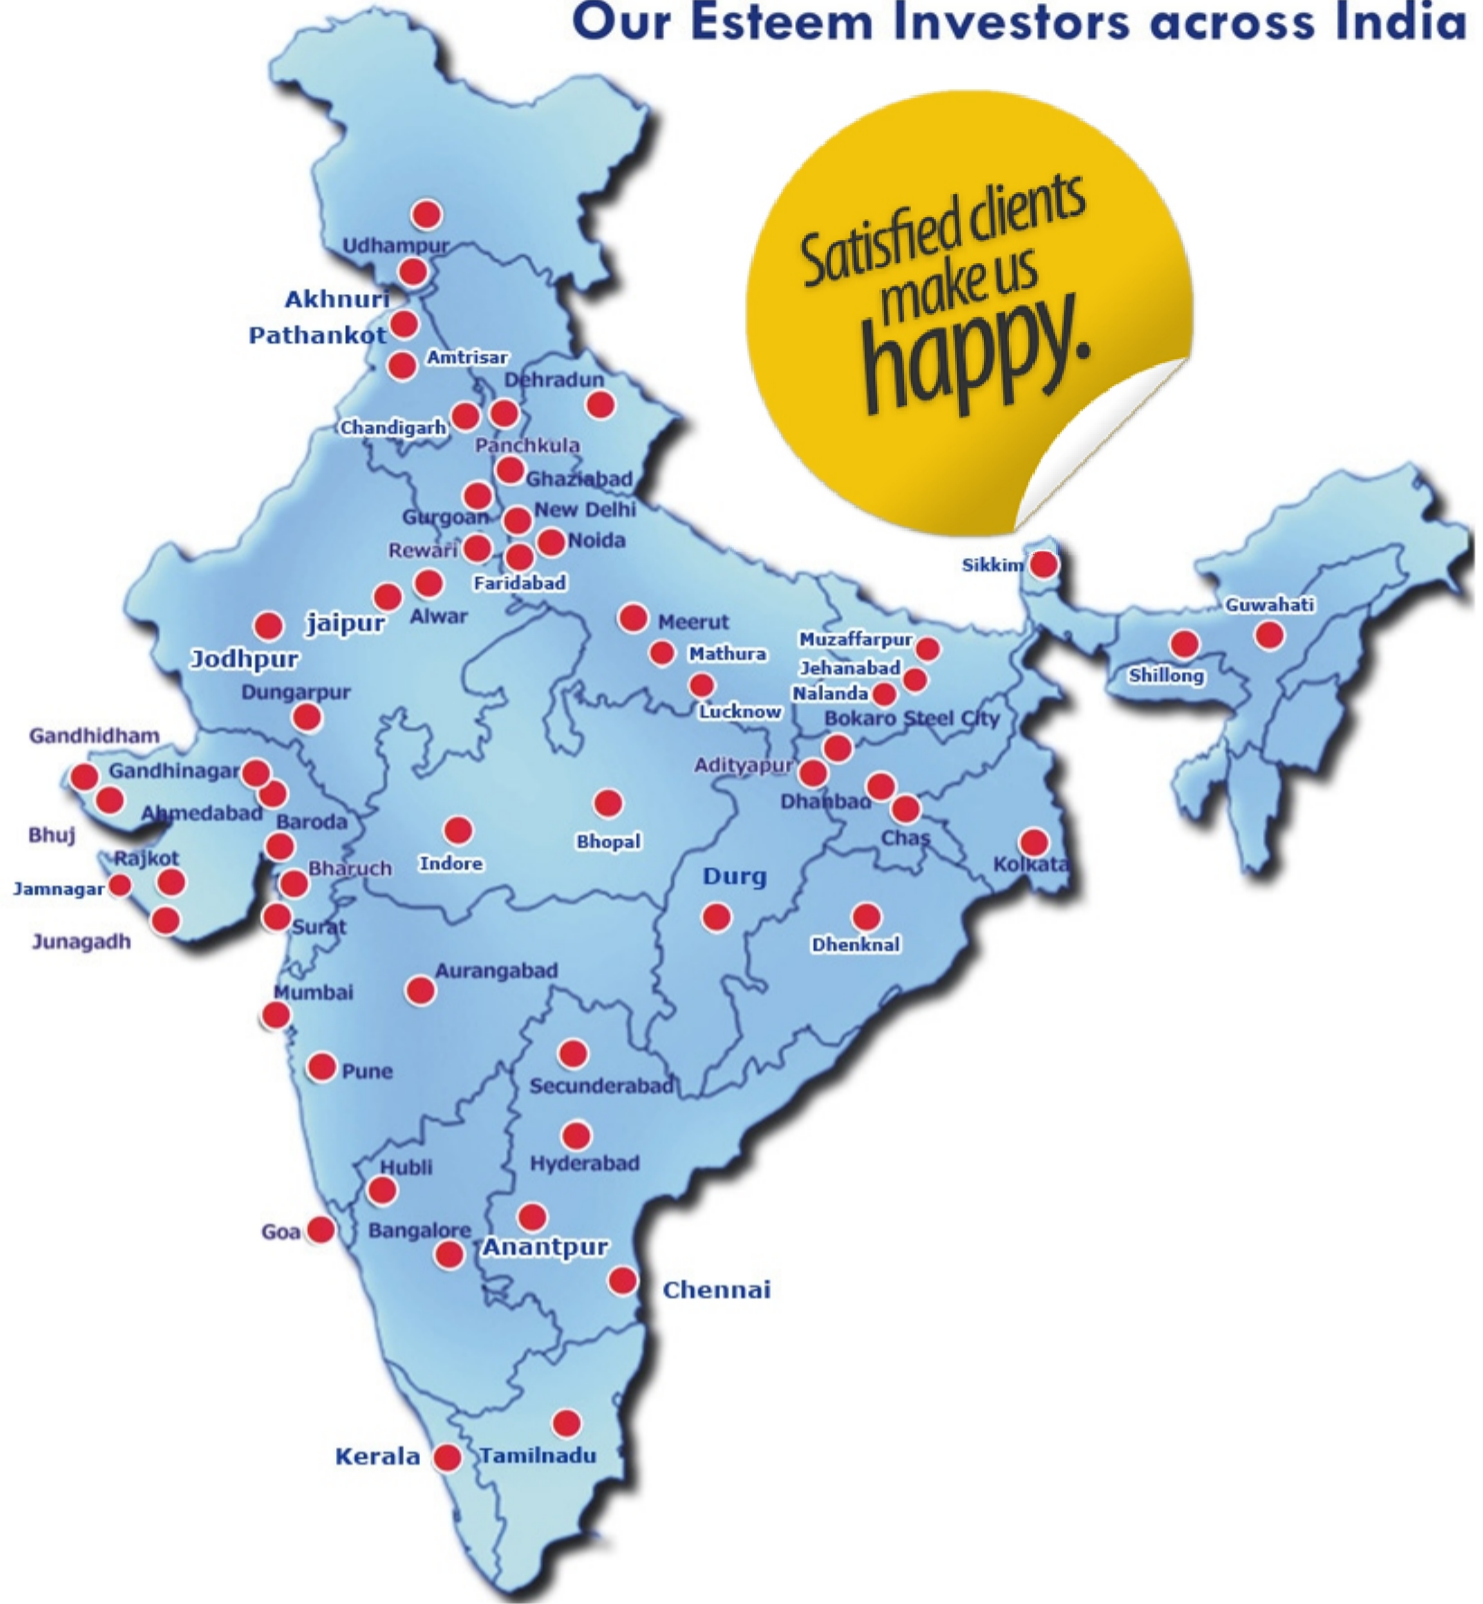 Our Esteem Investors across India
Satisfied clients
make us
happy.
Udhampur
Akhnuri
Pathankot
Amtrisar
Dehradun
Chandigarh
Panchkula
Ghaziabad
Gurgoan
New Delhi
Rewari
Noida
Faridabad
Sikkim
Alwar
jaipur
Guwahati
Meerut
Muzaffarpur
Mathura
Jodhpur
Jehanabad
Shillong
Dungarpur
Nalanda
Lucknow
Bokaro Steel City
Gandhidham
Gandhinagar
Adityapur
Dhanbad
Ahmedabad
Baroda
Bhuj
Chas
Bhopal
Rajkot
Indore
Kolkata
Bharuch
Durg
Jamnagar
Surat
Junagadh
Dhenknal
Aurangabad
Mumbai
Pune
Secunderabad
Hyderabad
Hubli
Goa
Bangalore
Anantpur
Chennai
Kerala
Tamilnadu